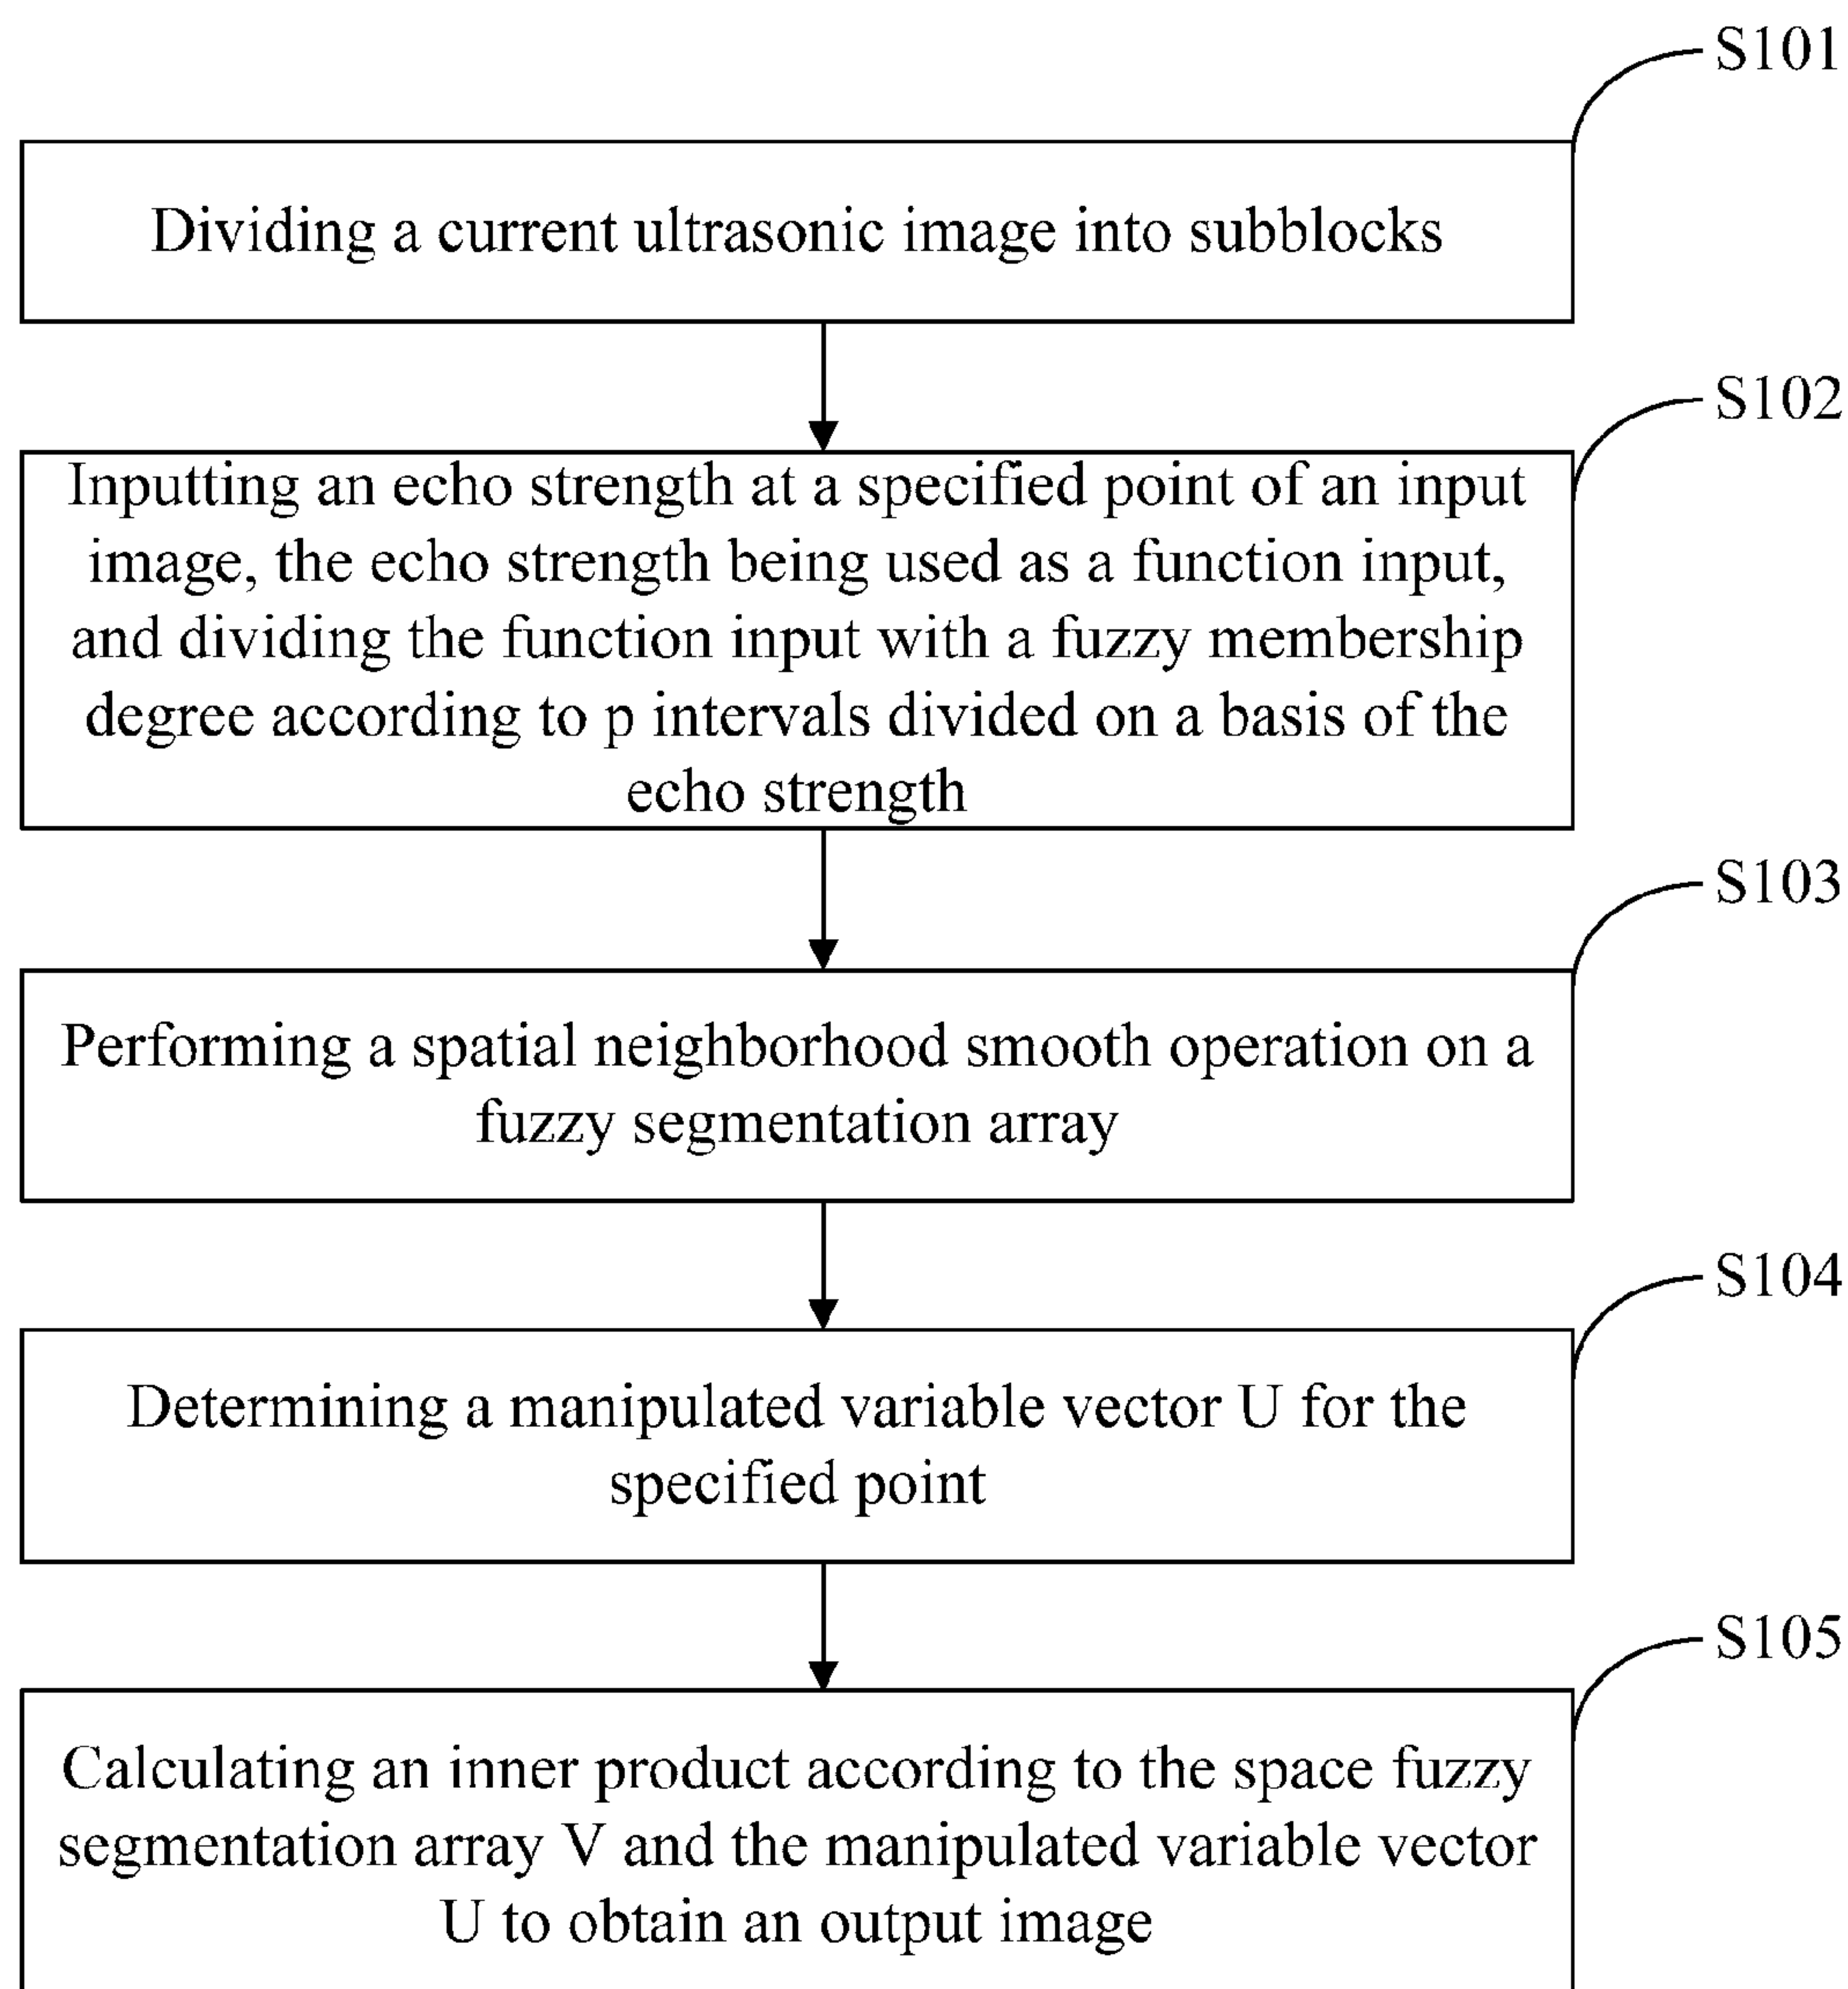 S101
Dividing a current ultrasonic image into subblocks
S102
Inputting an echo strength at a specified point of an input
image, the echo strength being used as a function input,
and dividing the function input with a fuzzy membership
degree according to p intervals divided on a basis of the
echo strength
S103
Performing a spatial neighborhood smooth operation on a
fuzzy segmentation array
S104
Determining a manipulated variable vector U for the
specified point
S105
Calculating an inner product according to the space fuzzy
segmentation array V and the manipulated variable vector
U to obtain an output image